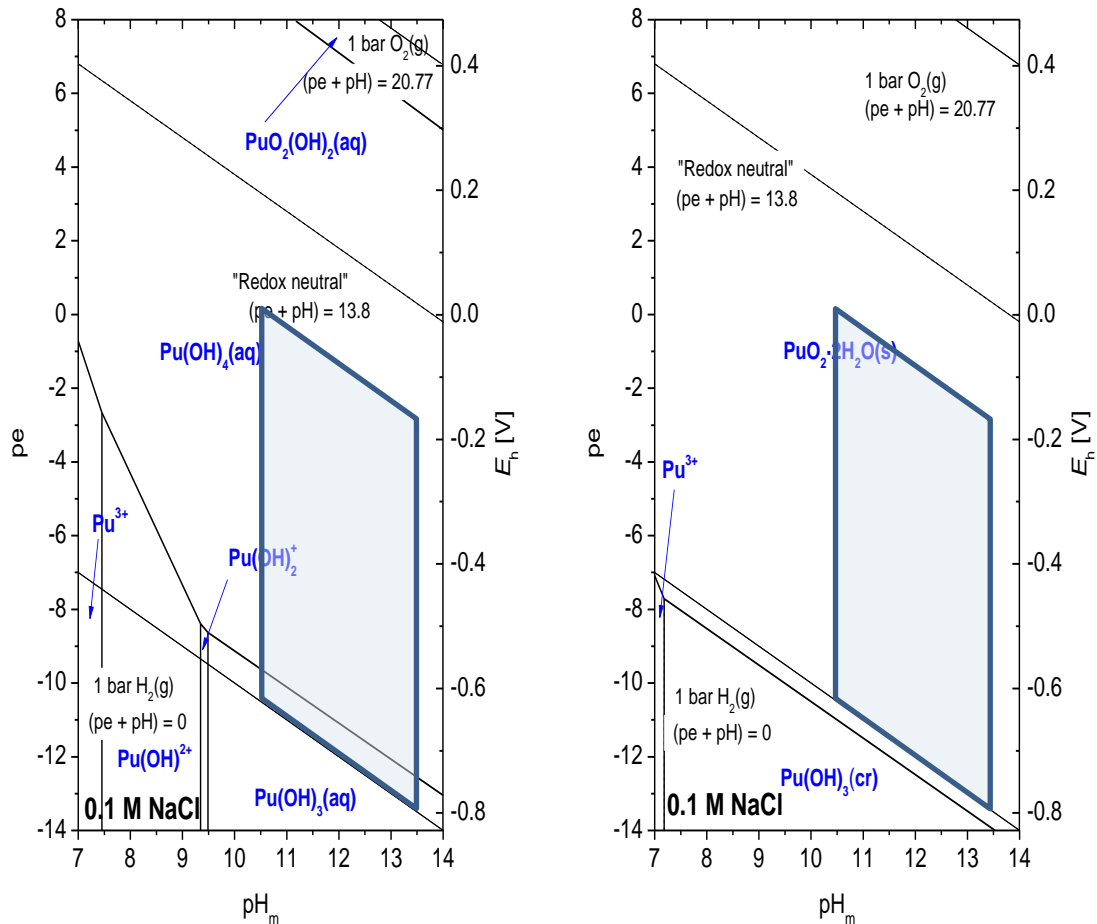 8
6
4
2
0
-2
-4
-6
-8
-10
-12
-14
pe
7 8 9 10 11 12 13 14
pHₘ
0.4
0.2
0.0
-0.2
-0.4
-0.6
-0.8
Eₕ [V]
1 bar O₂(g)
(pe + pH) = 20.77
PuO₂(OH)₂(aq)
"Redox neutral"
(pe + pH) = 13.8
Pu(OH)₄(aq)
Pu³⁺
Pu(OH)₂⁺
1 bar H₂(g)
(pe + pH) = 0
Pu(OH)²⁺
Pu(OH)₃(aq)
0.1 M NaCl
8
6
4
2
0
-2
-4
-6
-8
-10
-12
-14
pe
7 8 9 10 11 12 13 14
pHₘ
0.4
0.2
0.0
-0.2
-0.4
-0.6
-0.8
Eₕ [V]
1 bar O₂(g)
(pe + pH) = 20.77
"Redox neutral"
(pe + pH) = 13.8
PuO₂·2H₂O(s)
Pu³⁺
1 bar H₂(g)
(pe + pH) = 0
Pu(OH)₃(cr)
0.1 M NaCl